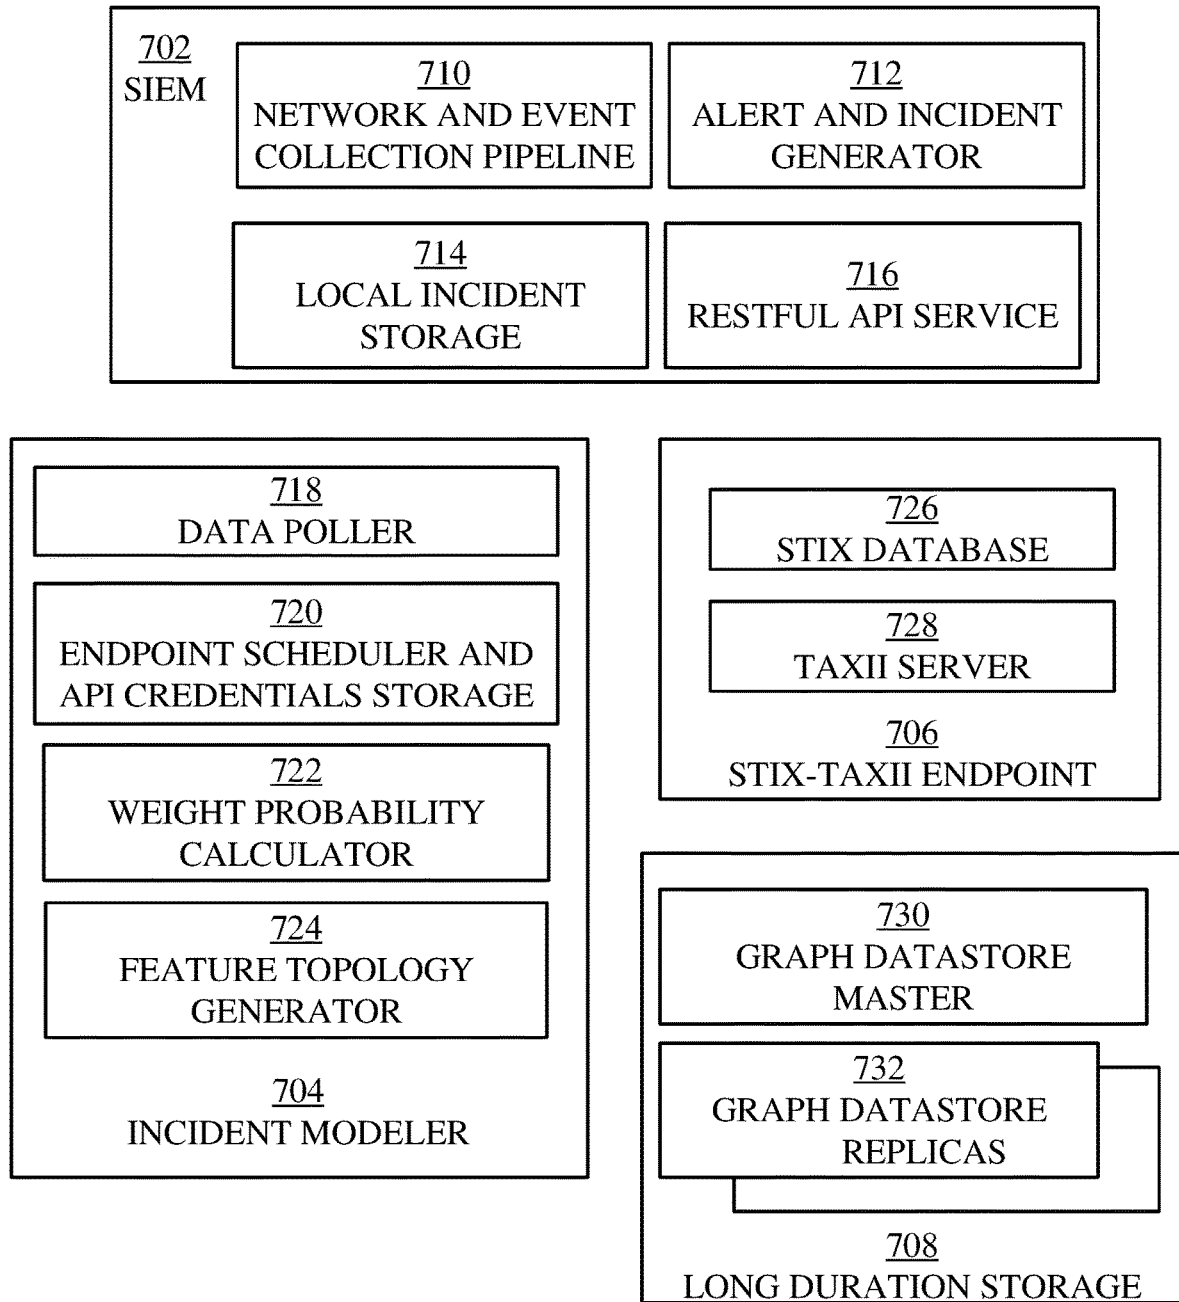 702
SIEM
710
NETWORK AND EVENT
COLLECTION PIPELINE
712
ALERT AND INCIDENT
GENERATOR
714
LOCAL INCIDENT
STORAGE
716
RESTFUL API SERVICE
718
DATA POLLER
720
ENDPOINT SCHEDULER AND
API CREDENTIALS STORAGE
722
WEIGHT PROBABILITY
CALCULATOR
724
FEATURE TOPOLOGY
GENERATOR
704
INCIDENT MODELER
726
STIX DATABASE
728
TAXII SERVER
706
STIX-TAXII ENDPOINT
730
GRAPH DATASTORE
MASTER
732
GRAPH DATASTORE
REPLICAS
708
LONG DURATION STORAGE